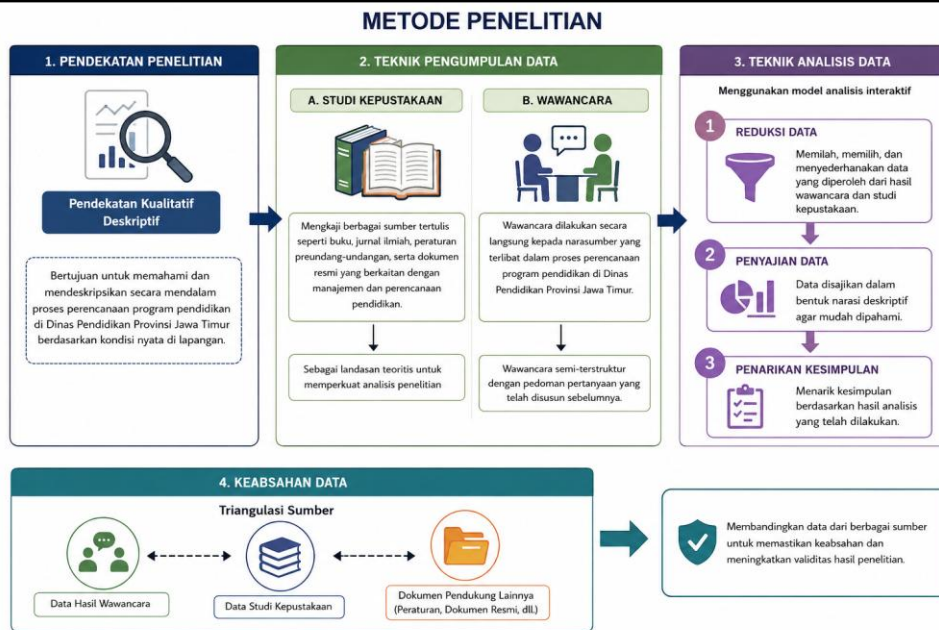 METODE PENELITIAN
1. PENDEKATAN PENELITIAN
Pendekatan Kualitatif
Deskriptif
Bertujuan untuk memahami dan
mendeskripsikan secara mendalam
proses perencanaan program pendidikan
di Dinas Pendidikan Provinsi Jawa Timur
berdasarkan kondisi nyata di lapangan.
2. TEKNIK PENGUMPULAN DATA
A. STUDI KEPUSTAKAAN
Mengkaji berbagai sumber tertulis
seperti buku, jurnal ilmiah, peraturan
preundang-undangan, serta dokumen
resmi yang berkaitan dengan
manajemen dan perencanaan
pendidikan.
Sebagai landasan teoritis untuk
memperkuat analisis penelitian
B. WAWANCARA
Wawancara dilakukan secara
langsung kepada narasumber yang
terlibat dalam proses perencanaan
program pendidikan di Dinas
Pendidikan Provinsi Jawa Timur.
Wawancara semi-terstruktur
dengan pedoman pertanyaan yang
telah disusun sebelumnya.
3. TEKNIK ANALISIS DATA
Menggunakan model analisis interaktif
1
REDUKSI DATA
Memilah, memilih, dan
menyederhanakan data
yang diperoleh dari hasil
wawancara dan studi
kepustakaan.
2
PENYAJIAN DATA
Data disajikan dalam
bentuk narasi deskriptif
agar mudah dipahami.
3
PENARIKAN KESIMPULAN
Menarik kesimpulan
berdasarkan hasil analisis
yang telah dilakukan.
4. KEABSAHAN DATA
Triangulasi Sumber
Data Hasil Wawancara
Data Studi Kepustakaan
Dokumen Pendukung Lainnya
(Peraturan, Dokumen Resmi, dll.)
Membandingkan data dari berbagai sumber
untuk memastikan keabsahan dan
meningkatkan validitas hasil penelitian.